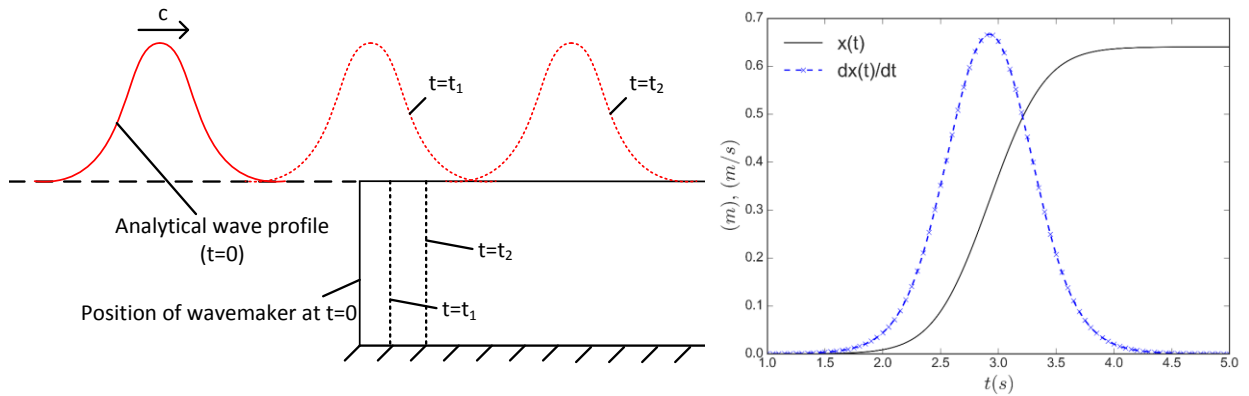 c
t=t₁
t=t₂
Analytical wave profile
(t=0)
t=t₂
Position of wavemaker at t=0
t=t₁
x(t)
dx(t)/dt
(m), (m/s)
0.7
0.6
0.5
0.4
0.3
0.2
0.1
0.0
1.0 1.5 2.0 2.5 3.0 3.5 4.0 4.5 5.0
t(s)